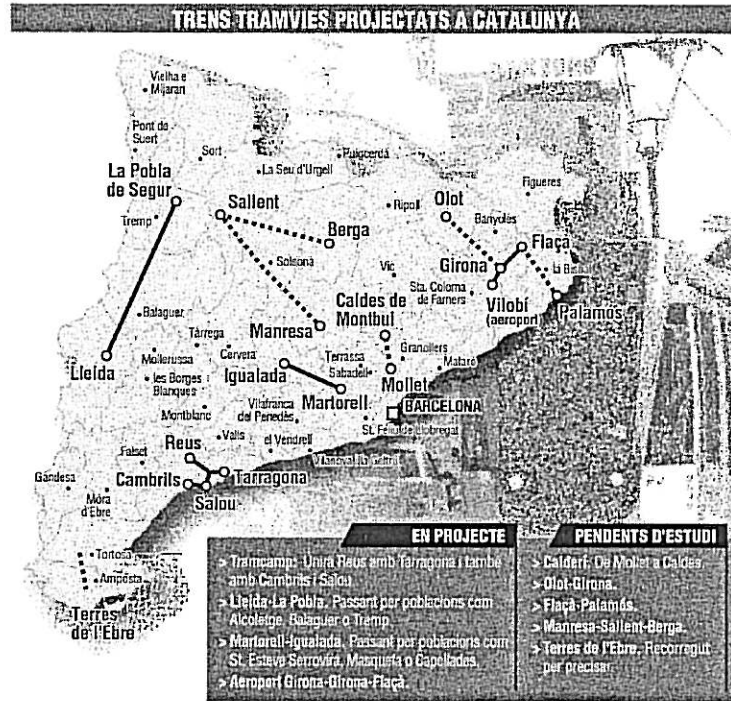 TRENS TRAMVIES PROJECTATS A CATALUNYA
Vielha e
Mijaran
Pont de
Suert
Sort
Puigcerdà
La Seu d'Urgell
La Pobla
de Segur
Sallent
Ripoll
Olot
Figueres
Tremp
Berga
Banyoles
Flaçà
Solsona
Vic
Girona
La Bisbal
Sta. Coloma
de Farners
Vilobí
(aeroport)
Palamós
Caldes de
Montbui
Balaguer
Manresa
Tàrrega
Cervera
Granollers
Mollerussa
Terrassa
Sabadell
Mataró
Lleida
Igualada
Mollet
les Borges
Blanques
Martorell
BARCELONA
Montblanc
Vilafranca
del Penedès
St. Feliu de Llobregat
Reus
Valls
el Vendrell
Vilanova i la Geltrú
Falset
Gandesa
Cambrils
Tarragona
Móra
d'Ebre
Salou
Tortosa
Amposta
Terres
de l'Ebre
EN PROJECTE
> Tramcamp: Unirà Reus amb Tarragona i també
amb Cambrils i Salou.
> Lleida-La Pobla. Passant per poblacions com
Alcoletge, Balaguer o Tremp.
> Martorell-Igualada. Passant per poblacions com
St. Esteve Serrovira, Masquefa o Capellades.
> Aeroport Girona-Girona-Flaçà.
PENDENTS D'ESTUDI
> Calderí: De Mollet a Caldes.
> Olot-Girona.
> Flaçà-Palamós.
> Manresa-Sallent-Berga.
> Terres de l'Ebre. Recorregut
per precisar.